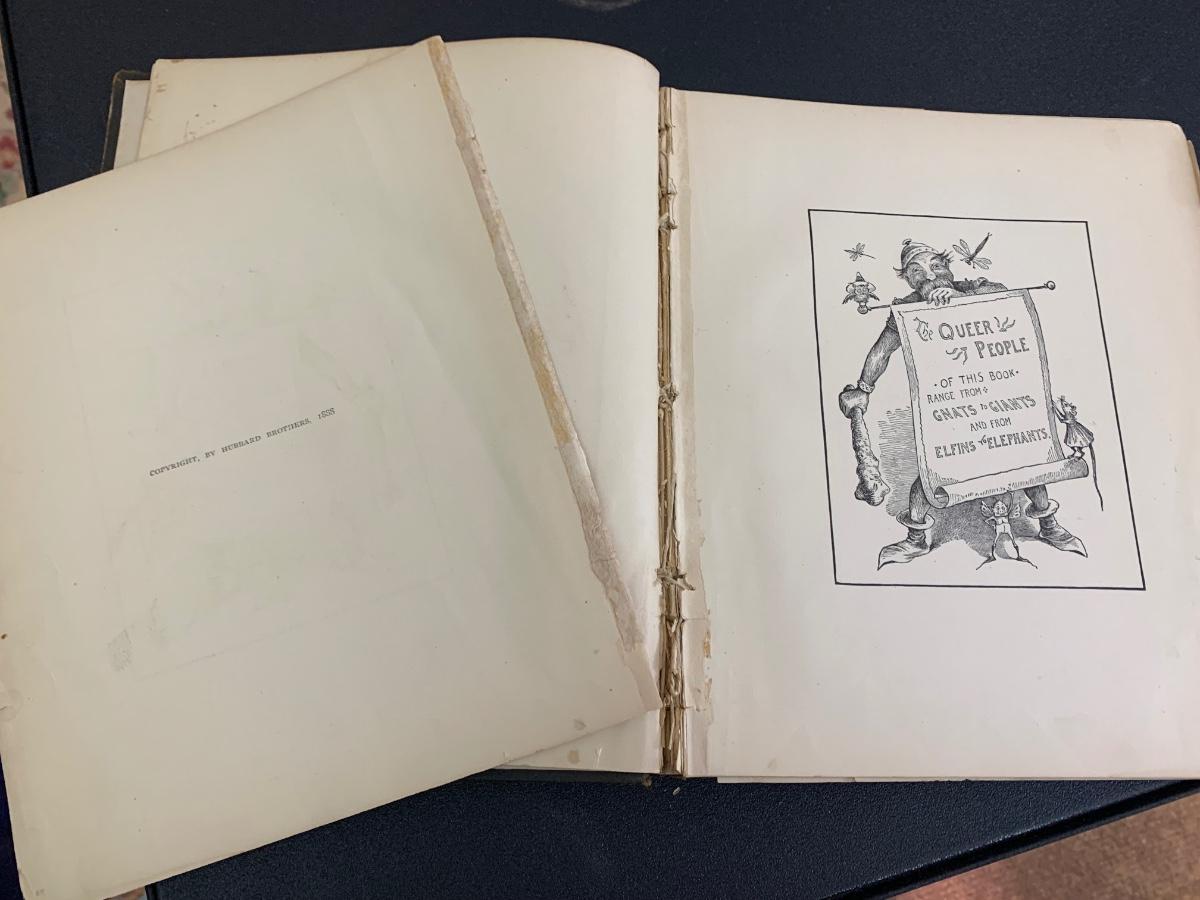 COPYRIGHT, BY HUBBARD BROTHERS, 1888
The QUEER
PEOPLE
· OF THIS BOOK ·
RANGE FROM
GNATS to GIANTS
AND FROM
ELFINS to ELEPHANTS.